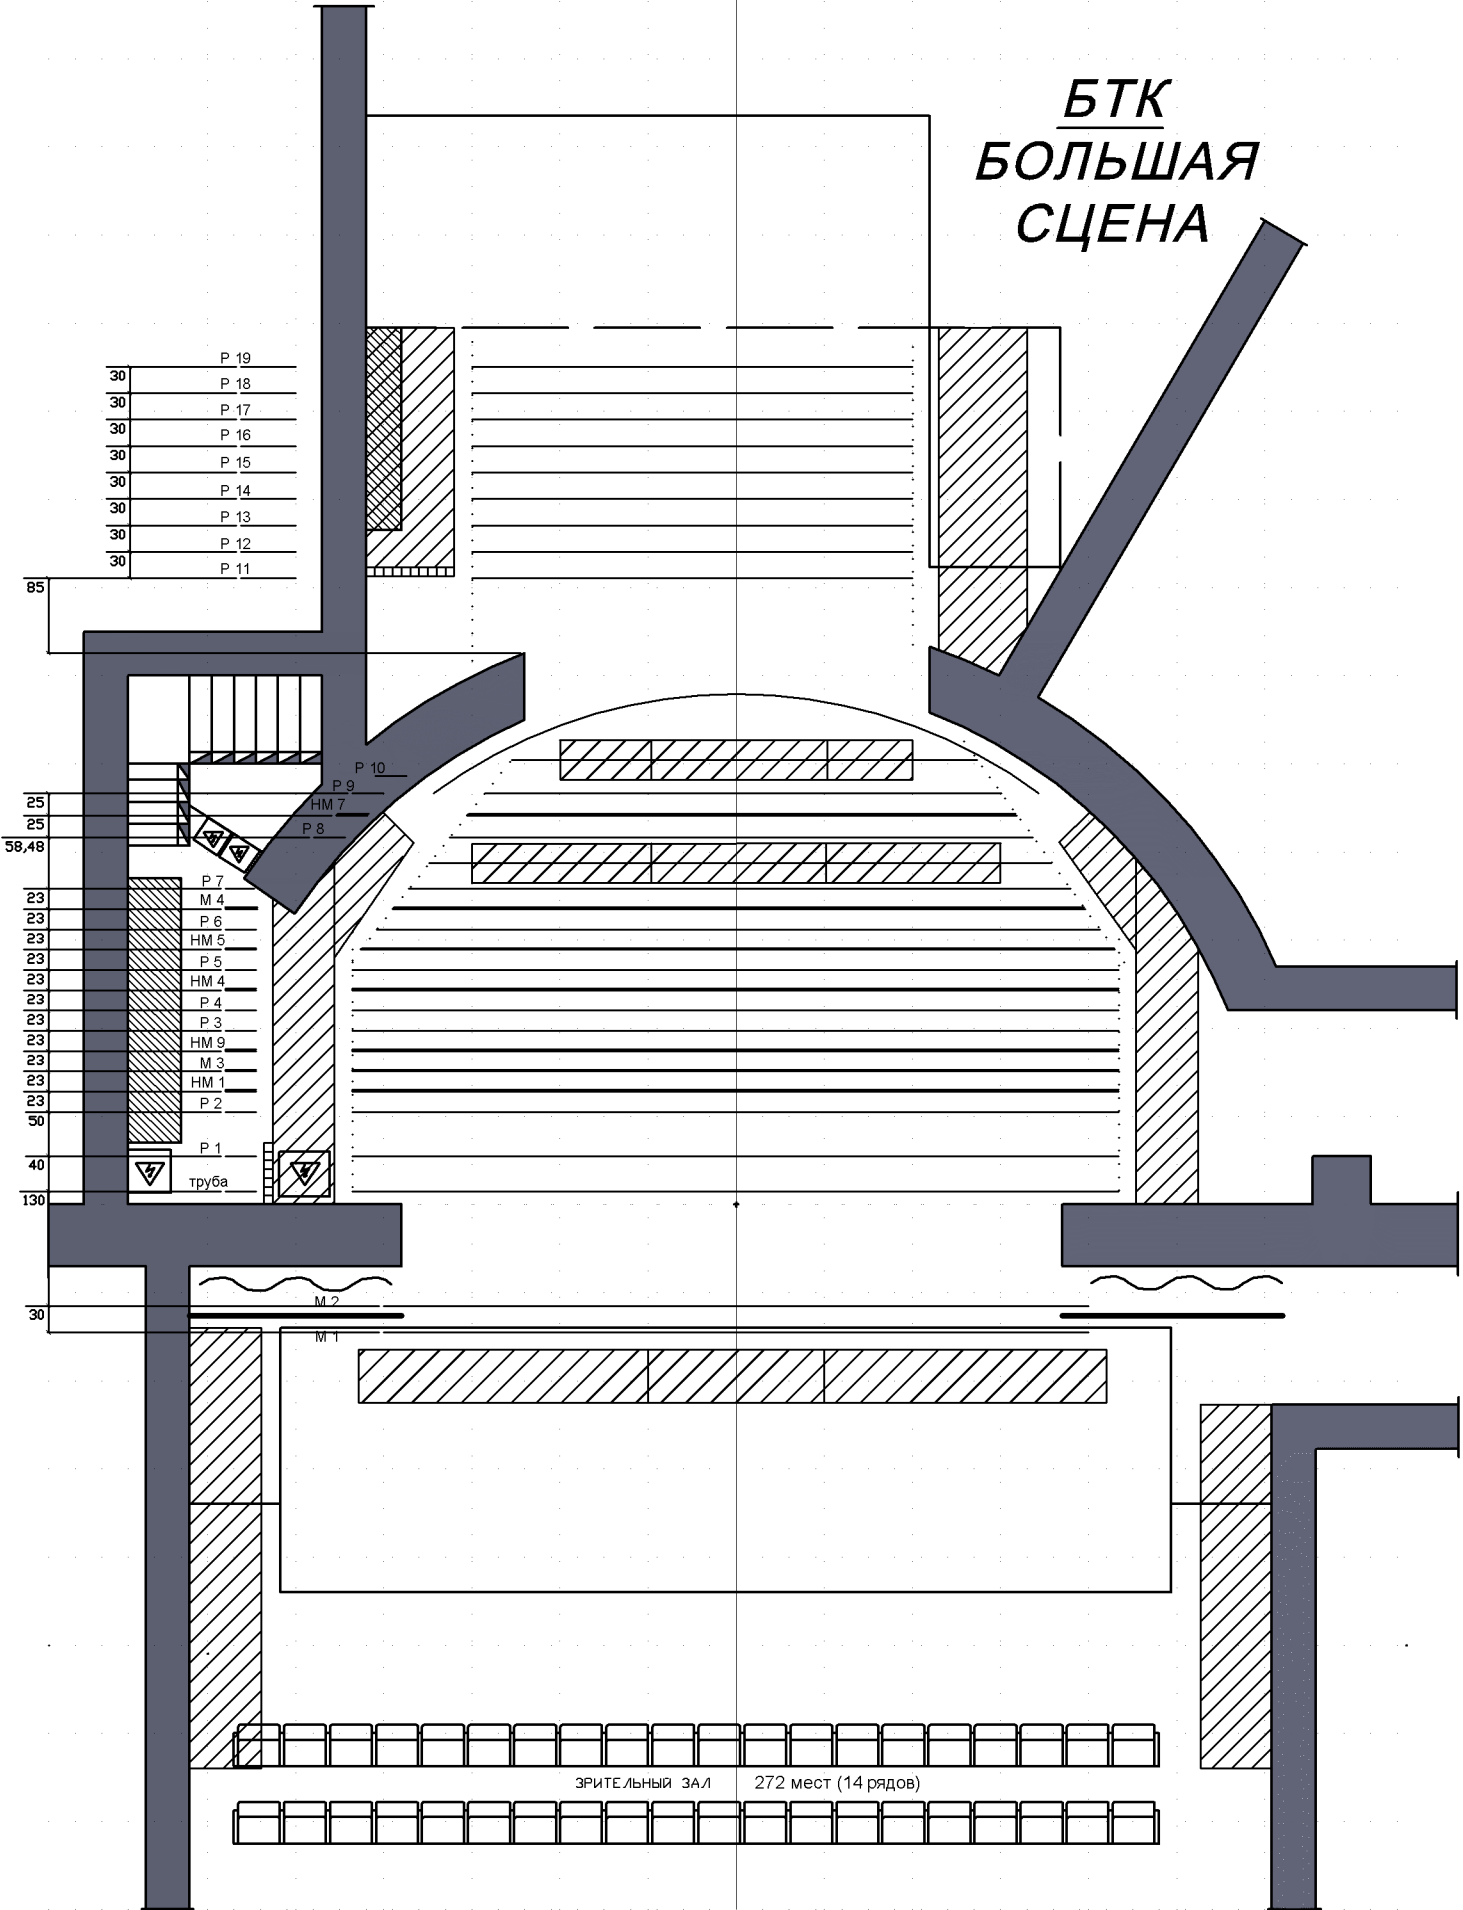 БТК
БОЛЬШАЯ
СЦЕНА
Р 19
30
Р 18
30
Р 17
30
Р 16
30
Р 15
30
Р 14
30
Р 13
30
Р 12
30
Р 11
85
Р 10
Р 9
25
НМ 7
25
Р 8
58,48
Р 7
23
М 4
23
Р 6
23
НМ 5
23
Р 5
23
НМ 4
23
Р 4
23
Р 3
23
НМ 9
23
М 3
23
НМ 1
23
Р 2
50
Р 1
40
труба
130
М 2
30
М 1
ЗРИТЕЛЬНЫЙ ЗАЛ 272 мест (14 рядов)